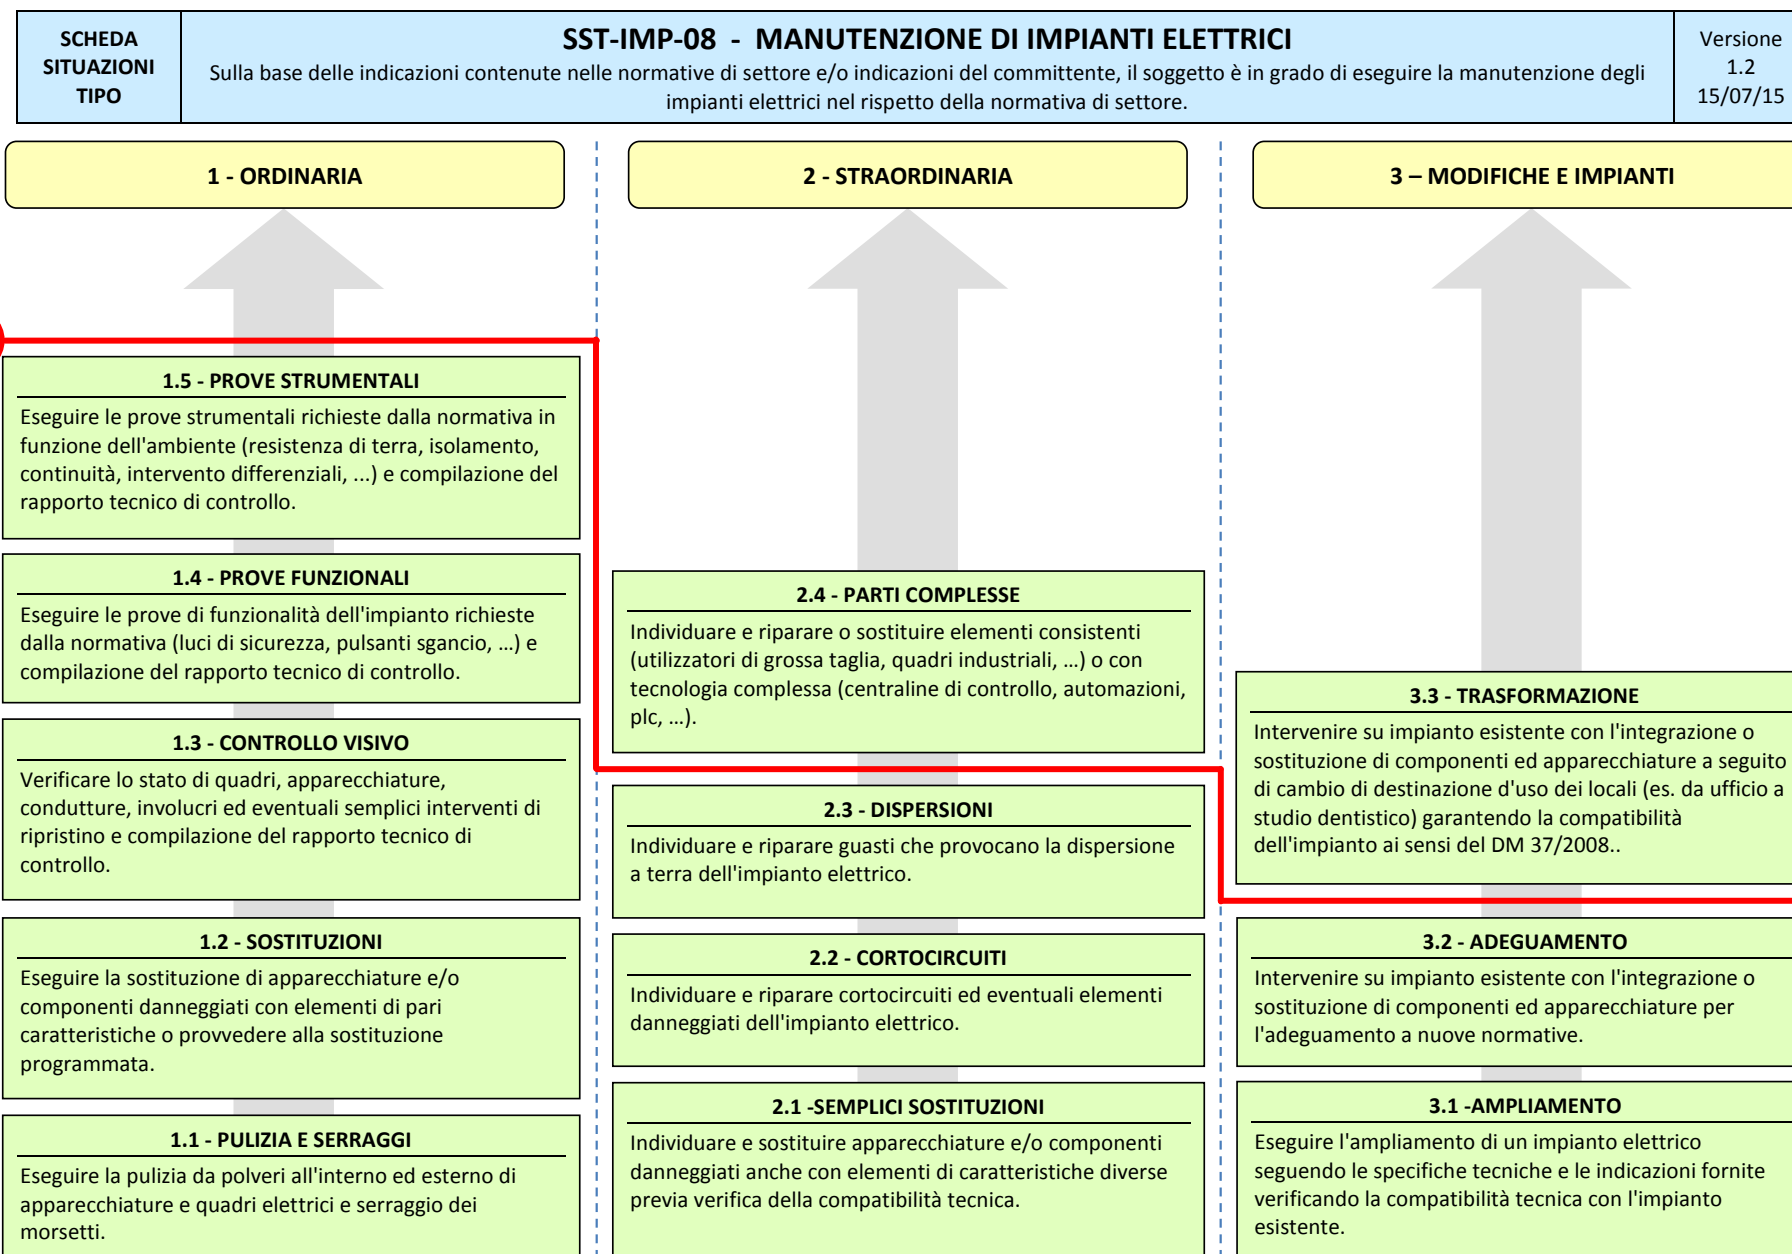 SCHEDA
SITUAZIONI
TIPO
SST-IMP-08 - MANUTENZIONE DI IMPIANTI ELETTRICI
Sulla base delle indicazioni contenute nelle normative di settore e/o indicazioni del committente, il soggetto è in grado di eseguire la manutenzione degli
impianti elettrici nel rispetto della normativa di settore.
Versione
1.2
15/07/15
1 - ORDINARIA
1.5 - PROVE STRUMENTALI
Eseguire le prove strumentali richieste dalla normativa in
funzione dell'ambiente (resistenza di terra, isolamento,
continuità, intervento differenziali, ...) e compilazione del
rapporto tecnico di controllo.
1.4 - PROVE FUNZIONALI
Eseguire le prove di funzionalità dell'impianto richieste
dalla normativa (luci di sicurezza, pulsanti sgancio, ...) e
compilazione del rapporto tecnico di controllo.
1.3 - CONTROLLO VISIVO
Verificare lo stato di quadri, apparecchiature,
condutture, involucri ed eventuali semplici interventi di
ripristino e compilazione del rapporto tecnico di
controllo.
1.2 - SOSTITUZIONI
Eseguire la sostituzione di apparecchiature e/o
componenti danneggiati con elementi di pari
caratteristiche o provvedere alla sostituzione
programmata.
1.1 - PULIZIA E SERRAGGI
Eseguire la pulizia da polveri all'interno ed esterno di
apparecchiature e quadri elettrici e serraggio dei
morsetti.
2 - STRAORDINARIA
2.4 - PARTI COMPLESSE
Individuare e riparare o sostituire elementi consistenti
(utilizzatori di grossa taglia, quadri industriali, ...) o con
tecnologia complessa (centraline di controllo, automazioni,
plc, ...).
2.3 - DISPERSIONI
Individuare e riparare guasti che provocano la dispersione
a terra dell'impianto elettrico.
2.2 - CORTOCIRCUITI
Individuare e riparare cortocircuiti ed eventuali elementi
danneggiati dell'impianto elettrico.
2.1 -SEMPLICI SOSTITUZIONI
Individuare e sostituire apparecchiature e/o componenti
danneggiati anche con elementi di caratteristiche diverse
previa verifica della compatibilità tecnica.
3 – MODIFICHE E IMPIANTI
3.3 - TRASFORMAZIONE
Intervenire su impianto esistente con l'integrazione o
sostituzione di componenti ed apparecchiature a seguito
di cambio di destinazione d'uso dei locali (es. da ufficio a
studio dentistico) garantendo la compatibilità
dell'impianto ai sensi del DM 37/2008..
3.2 - ADEGUAMENTO
Intervenire su impianto esistente con l'integrazione o
sostituzione di componenti ed apparecchiature per
l'adeguamento a nuove normative.
3.1 -AMPLIAMENTO
Eseguire l'ampliamento di un impianto elettrico
seguendo le specifiche tecniche e le indicazioni fornite
verificando la compatibilità tecnica con l'impianto
esistente.